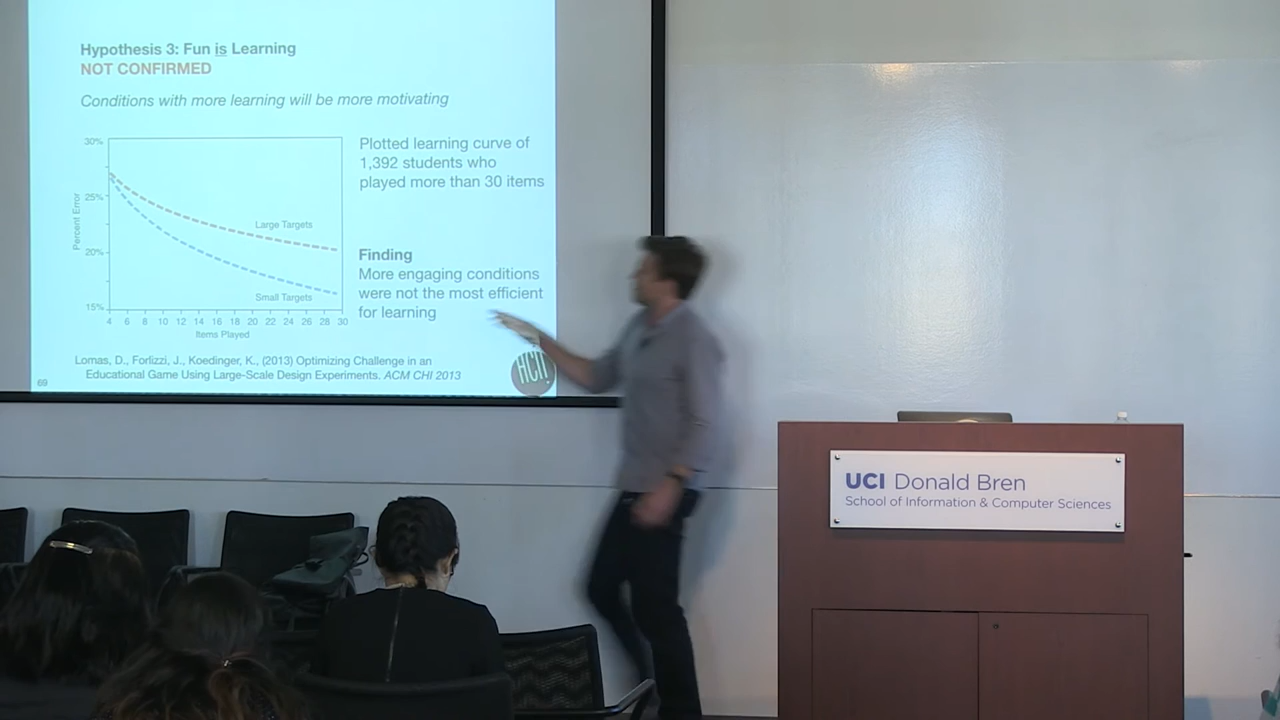 Hypothesis 3: Fun is Learning
NOT CONFIRMED
Conditions with more learning will be more motivating
30%
25%
20%
15%
Percent Error
Large Targets
Small Targets
4 6 8 10 12 14 16 18 20 22 24 26 28 30
Items Played
Plotted learning curve of
1,392 students who
played more than 30 items
Finding
More engaging conditions
were not the most efficient
for learning
Lomas, D., Forlizzi, J., Koedinger, K., (2013) Optimizing Challenge in an
Educational Game Using Large-Scale Design Experiments. ACM CHI 2013
69
HCII
UCI Donald Bren
School of Information & Computer Sciences